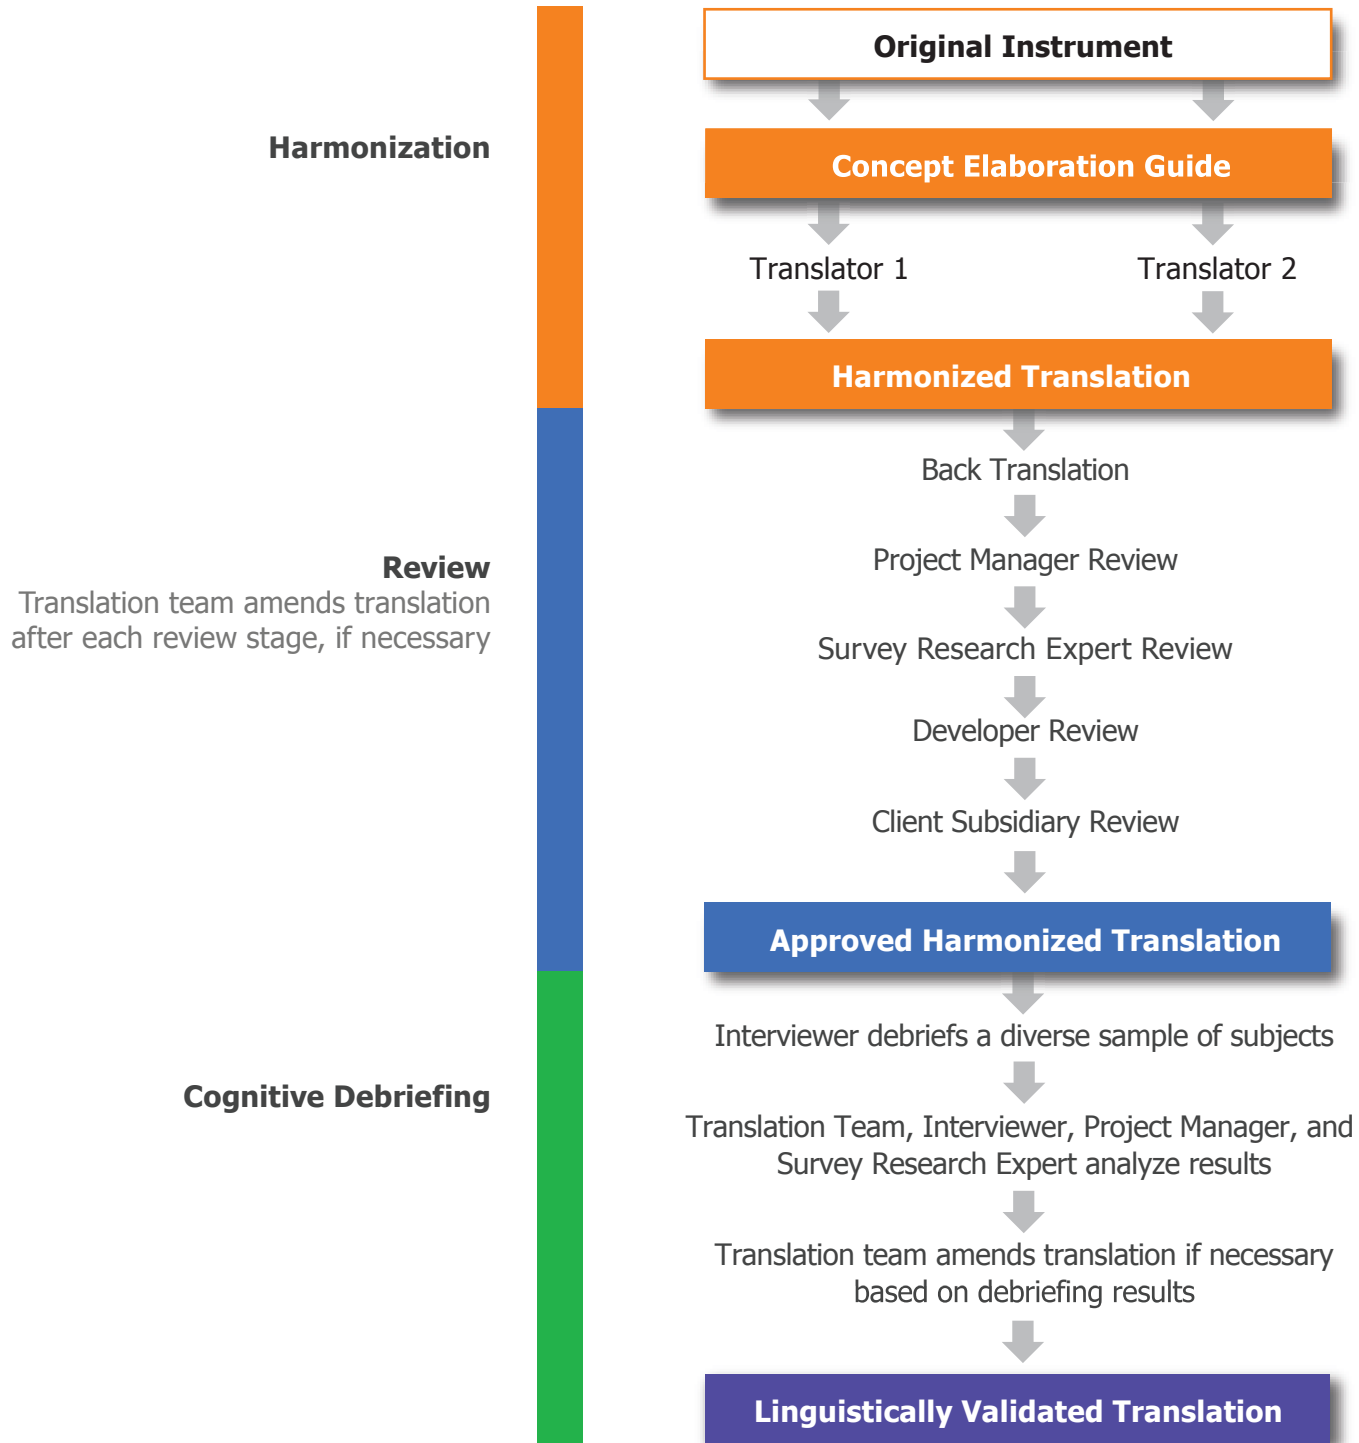 Original Instrument
Harmonization
Concept Elaboration Guide
Translator 1
Translator 2
Harmonized Translation
Back Translation
Review
Translation team amends translation
after each review stage, if necessary
Project Manager Review
Survey Research Expert Review
Developer Review
Client Subsidiary Review
Approved Harmonized Translation
Cognitive Debriefing
Interviewer debriefs a diverse sample of subjects
Translation Team, Interviewer, Project Manager, and
Survey Research Expert analyze results
Translation team amends translation if necessary
based on debriefing results
Linguistically Validated Translation